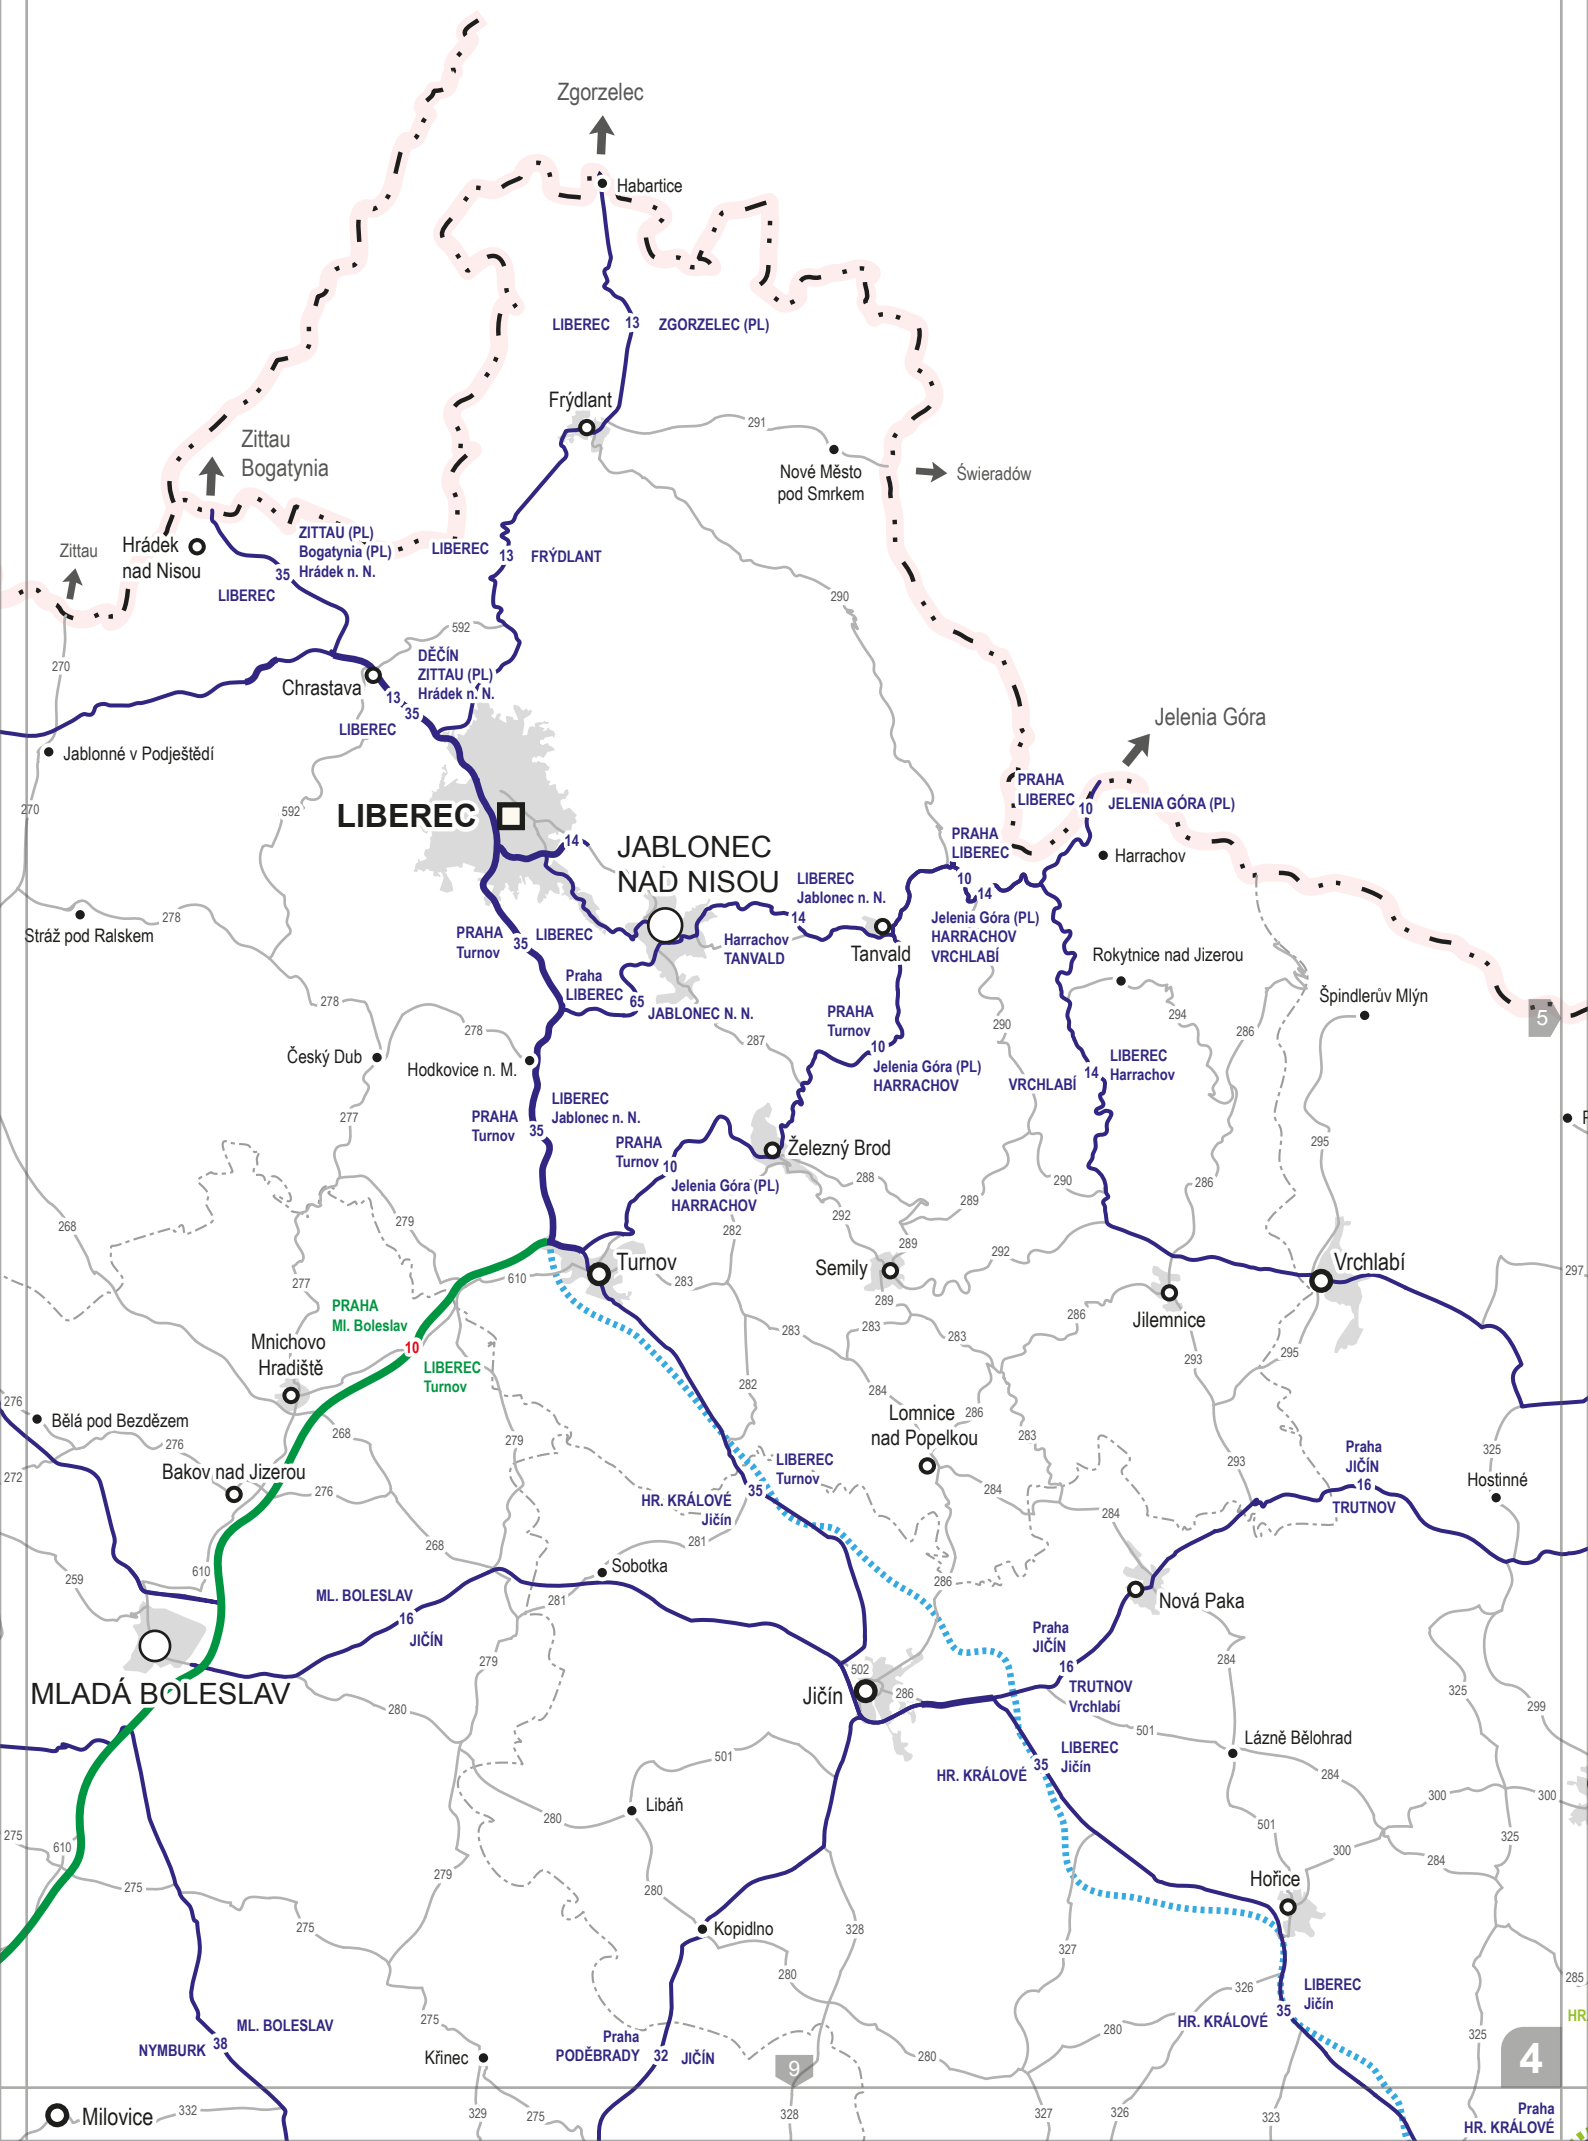 Zgorzelec
Habartice
LIBEREC 13 ZGORZELEC (PL)
Frýdlant
291
Nové Město
pod Smrkem
Świeradów
Zittau
Bogatynia
Zittau
Hrádek
nad Nisou
ZITTAU (PL)
Bogatynia (PL)
Hrádek n. N.
35
LIBEREC
LIBEREC 13 FRÝDLANT
290
592
270
DĚČÍN
ZITTAU (PL)
Hrádek n. N.
Chrastava
13
35
LIBEREC
Jablonné v Podještědí
Jelenia Góra
270
592
LIBEREC
14
PRAHA
LIBEREC
10
JELENIA GÓRA (PL)
JABLONEC
NAD NISOU
PRAHA
LIBEREC
10
14
Harrachov
LIBEREC
Jablonec n. N.
14
Harrachov
TANVALD
Tanvald
Jelenia Góra (PL)
HARRACHOV
VRCHLABÍ
278
Stráž pod Ralskem
PRAHA
Turnov
35
LIBEREC
Praha
LIBEREC
65
JABLONEC N. N.
Rokytnice nad Jizerou
Špindlerův Mlýn
5
278
278
287
290
294
286
PRAHA
Turnov
10
Jelenia Góra (PL)
HARRACHOV
Český Dub
Hodkovice n. M.
VRCHLABÍ
14
LIBEREC
Harrachov
277
PRAHA
Turnov
35
LIBEREC
Jablonec n. N.
PRAHA
Turnov
10
Jelenia Góra (PL)
HARRACHOV
Železný Brod
295
288
290
289
286
292
268
279
282
289
292
Turnov
Semily
Vrchlabí
297
610
283
277
289
Jilemnice
286
PRAHA
Ml. Boleslav
10
LIBEREC
Turnov
Mnichovo
Hradiště
283
283
283
293
295
282
284
276
Bělá pod Bezdězem
Lomnice
nad Popelkou
286
283
268
279
276
272
Bakov nad Jizerou
276
LIBEREC
Turnov
35
HR. KRÁLOVÉ
Jičín
284
284
293
Praha
JIČÍN
16
TRUTNOV
325
Hostinné
268
281
610
259
Sobotka
281
286
ML. BOLESLAV
16
JIČÍN
Nová Paka
Praha
JIČÍN
16
TRUTNOV
Vrchlabí
284
279
502
Jičín
286
MLADÁ BOLESLAV
280
325
299
501
LIBEREC
Jičín
35
HR. KRÁLOVÉ
Lázně Bělohrad
501
284
280
Libáň
300
300
501
275
610
325
300
284
279
275
Hořice
280
275
Kopidlno
328
327
280
326
LIBEREC
Jičín
35
HR. KRÁLOVÉ
285
HR
275
ML. BOLESLAV
38
NYMBURK
Křinec
Praha
PODĚBRADY
32
JIČÍN
9
280
280
325
4
Milovice
332
329
275
328
327
326
323
Praha
HR. KRÁLOVÉ